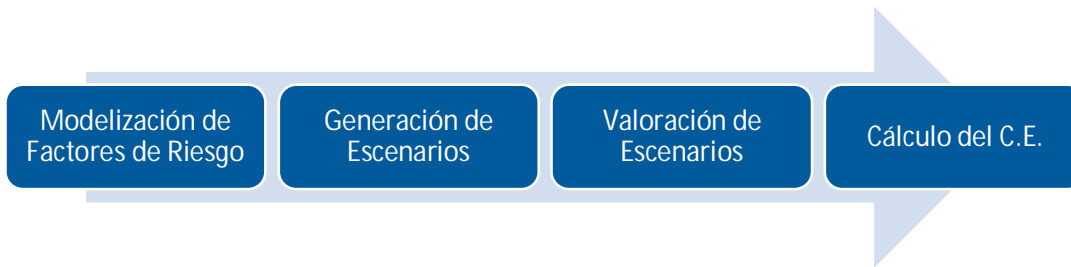 Modelización de
Factores de Riesgo
Generación de
Escenarios
Valoración de
Escenarios
Cálculo del C.E.